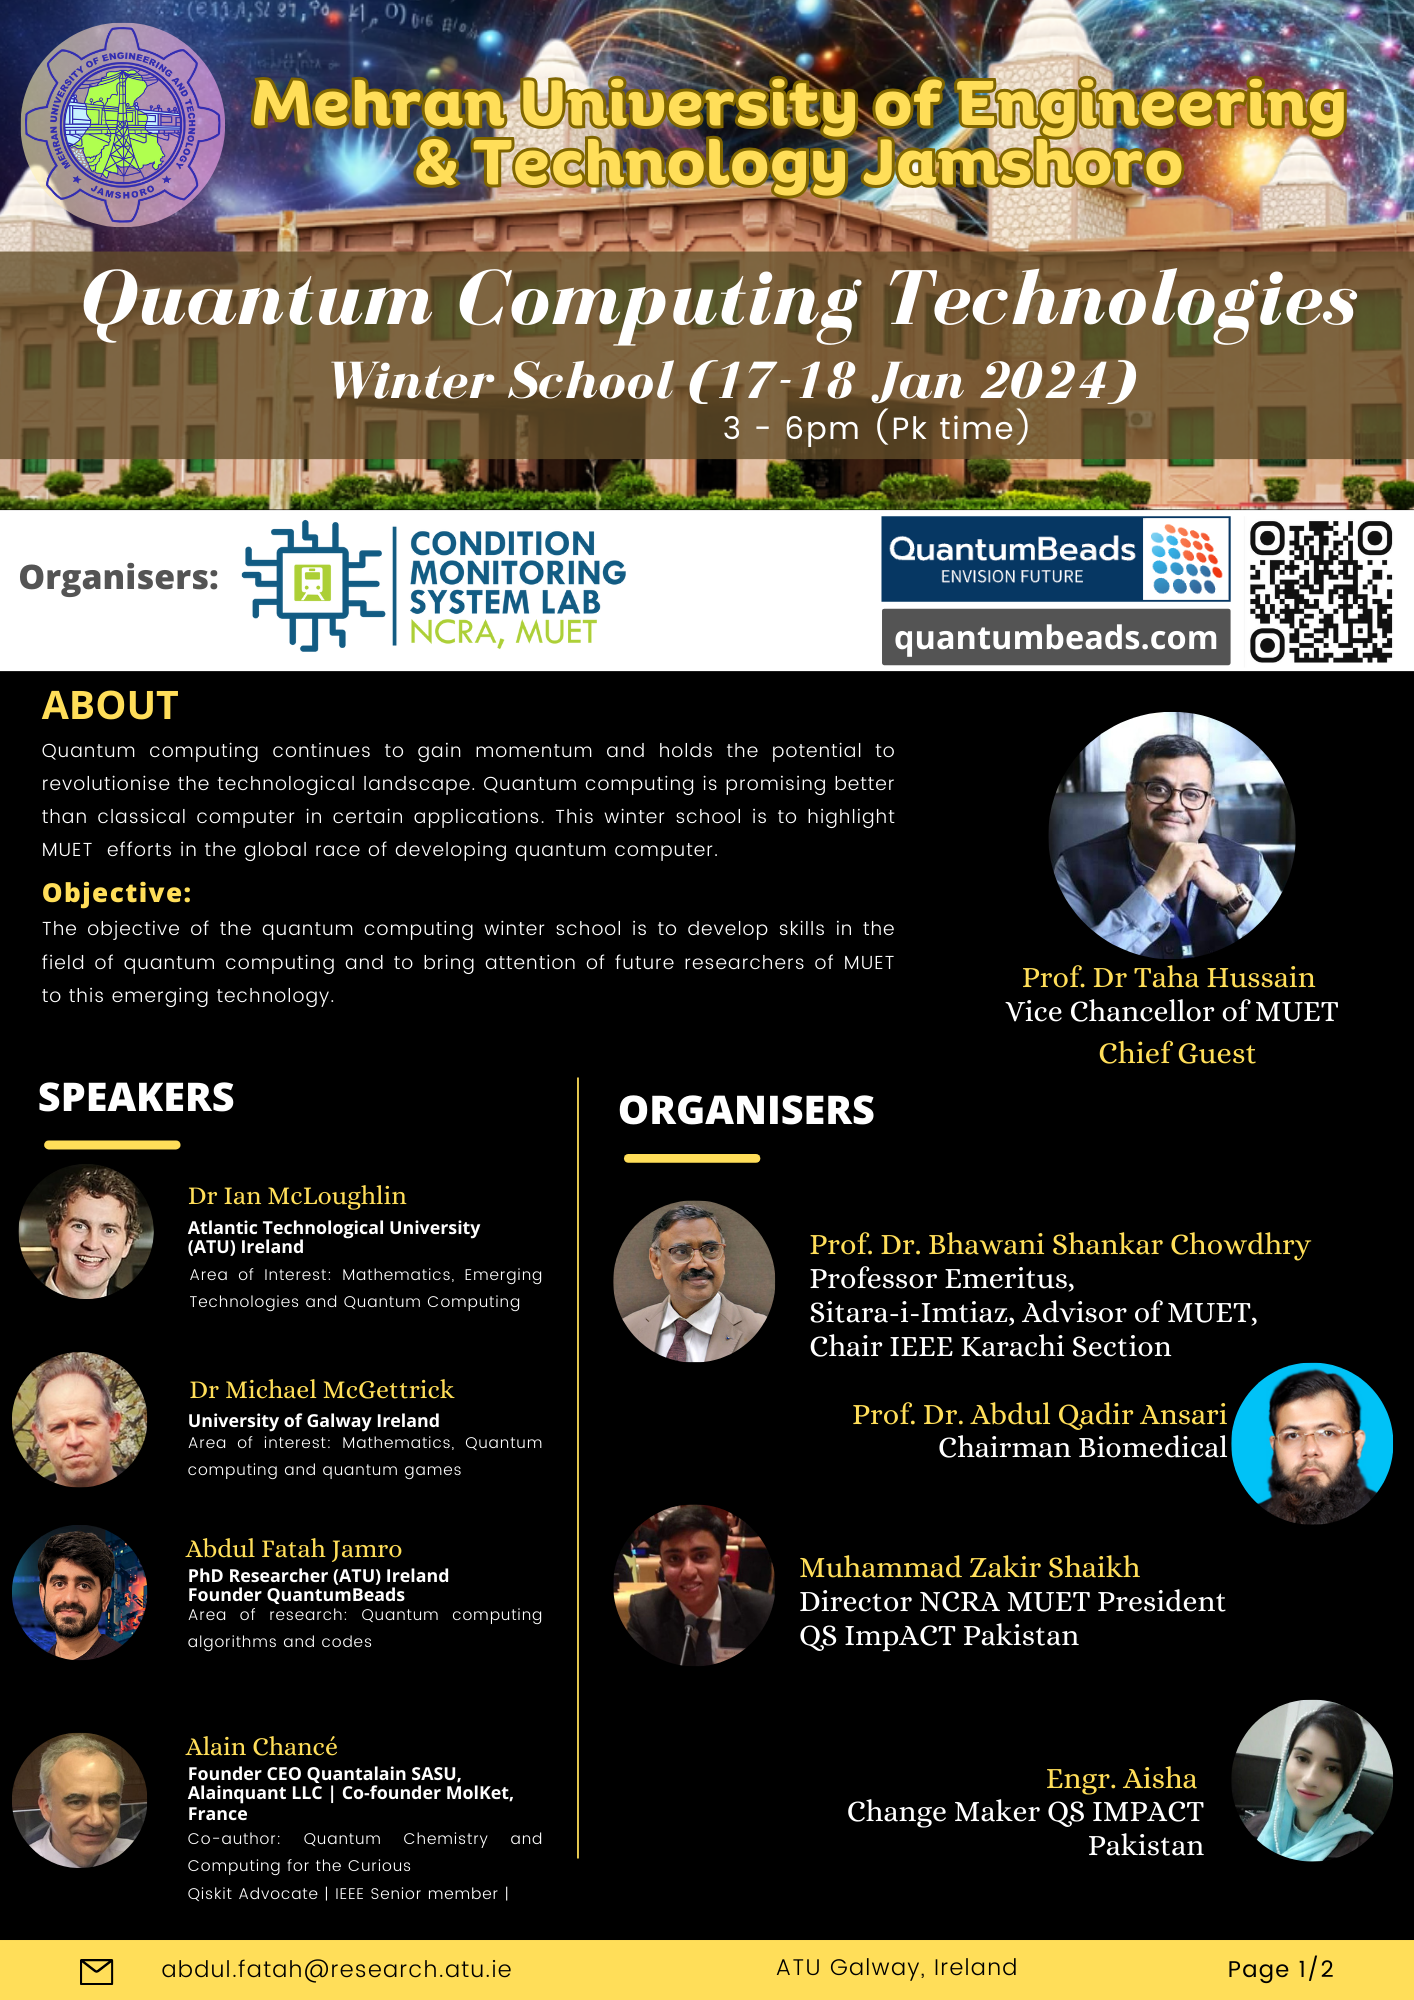 MEHRAN UNIVERSITY OF ENGINEERING AND TECHNOLOGY
JAMSHORO
Mehran University of Engineering
& Technology Jamshoro
Quantum Computing Technologies
Winter School (17-18 Jan 2024)
3 - 6pm (Pk time)
Organisers:
CONDITION
MONITORING
SYSTEM LAB
NCRA, MUET
QuantumBeads
ENVISION FUTURE
quantumbeads.com
ABOUT
Quantum computing continues to gain momentum and holds the potential to
revolutionise the technological landscape. Quantum computing is promising better
than classical computer in certain applications. This winter school is to highlight
MUET efforts in the global race of developing quantum computer.
Objective:
The objective of the quantum computing winter school is to develop skills in the
field of quantum computing and to bring attention of future researchers of MUET
to this emerging technology.
Prof. Dr Taha Hussain
Vice Chancellor of MUET
Chief Guest
SPEAKERS
Dr Ian McLoughlin
Atlantic Technological University
(ATU) Ireland
Area of Interest: Mathematics, Emerging
Technologies and Quantum Computing
Dr Michael McGettrick
University of Galway Ireland
Area of interest: Mathematics, Quantum
computing and quantum games
Abdul Fatah Jamro
PhD Researcher (ATU) Ireland
Founder QuantumBeads
Area of research: Quantum computing
algorithms and codes
Alain Chancé
Founder CEO Quantalain SASU,
Alainquant LLC | Co-founder MolKet,
France
Co-author: Quantum Chemistry and
Computing for the Curious
Qiskit Advocate | IEEE Senior member |
ORGANISERS
Prof. Dr. Bhawani Shankar Chowdhry
Professor Emeritus,
Sitara-i-Imtiaz, Advisor of MUET,
Chair IEEE Karachi Section
Prof. Dr. Abdul Qadir Ansari
Chairman Biomedical
Muhammad Zakir Shaikh
Director NCRA MUET President
QS ImpACT Pakistan
Engr. Aisha
Change Maker QS IMPACT
Pakistan
abdul.fatah@research.atu.ie
ATU Galway, Ireland
Page 1/2